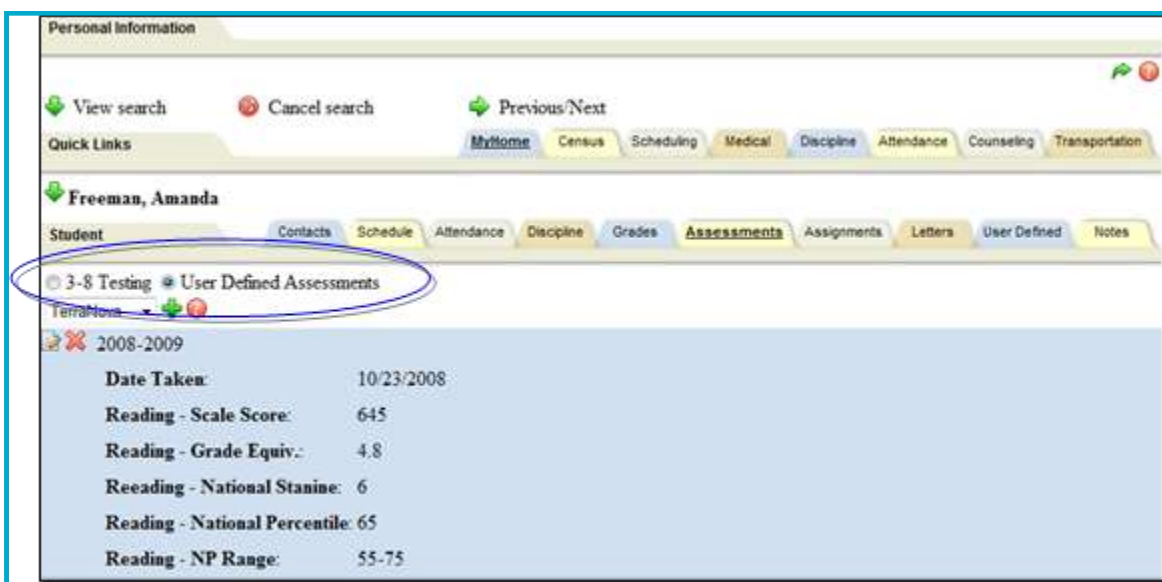 Personal Information
View search Cancel search Previous/Next
Quick Links MyHome Census Scheduling Medical Discipline Attendance Counseling Transportation
Freeman, Amanda
Student Contacts Schedule Attendance Discipline Grades Assessments Assignments Letters User Defined Notes
3-8 Testing User Defined Assessments
TerraNova
2008-2009
Date Taken: 10/23/2008
Reading - Scale Score: 645
Reading - Grade Equiv.: 4.8
Reeading - National Stanine: 6
Reading - National Percentile: 65
Reading - NP Range: 55-75